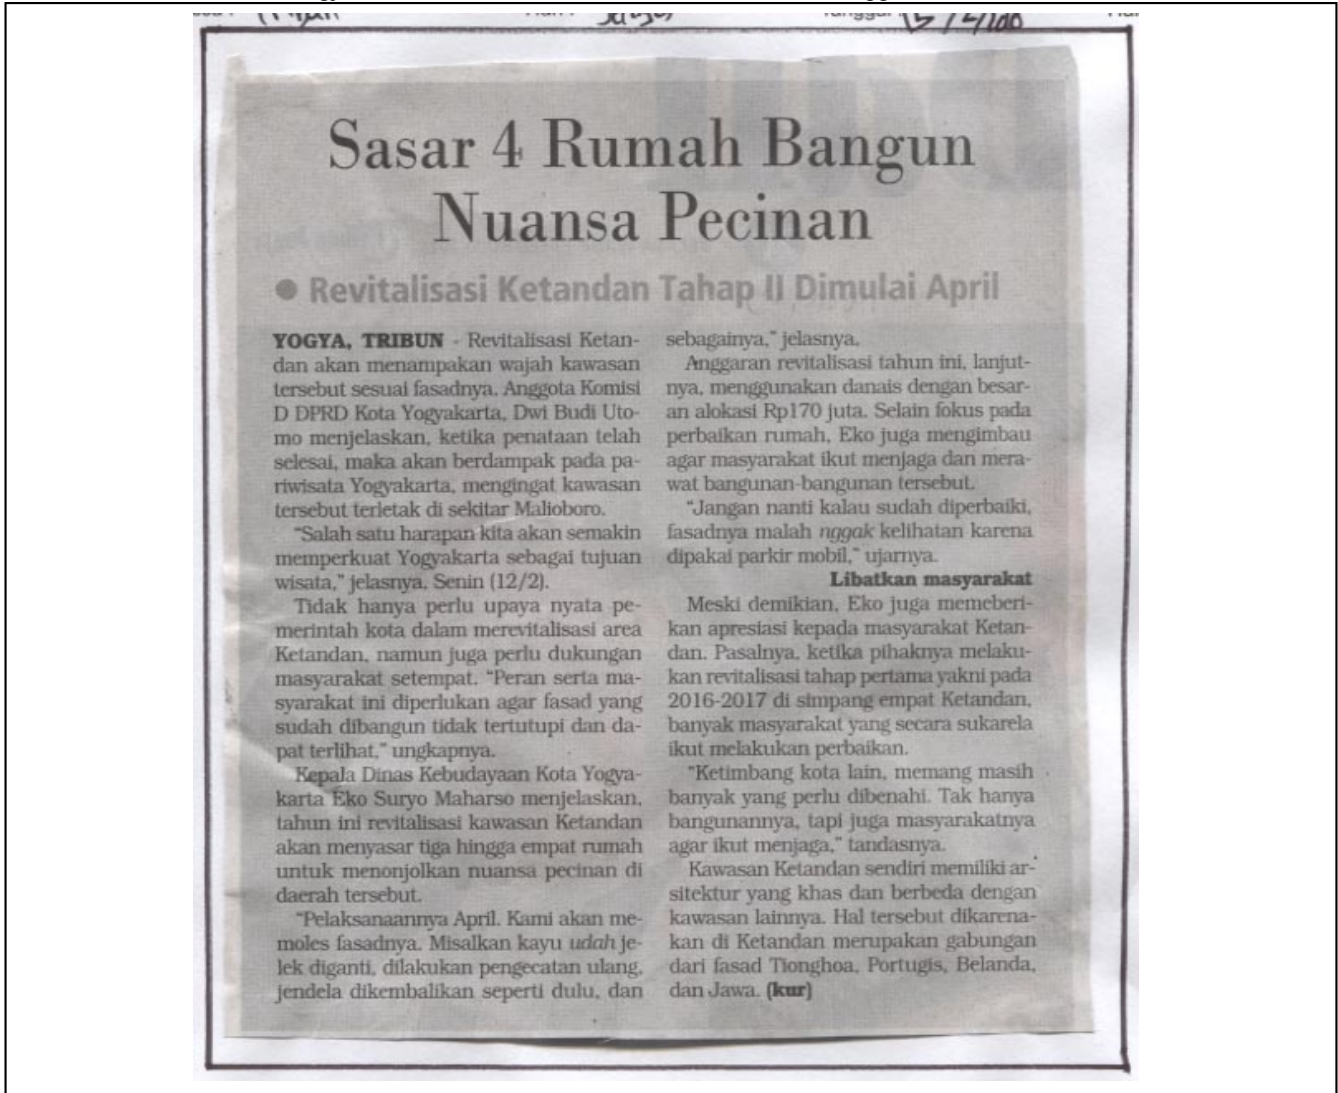 Sasar 4 Rumah Bangun
Nuansa Pecinan
● Revitalisasi Ketandan Tahap II Dimulai April
YOGYA, TRIBUN - Revitalisasi Ketan-
dan akan menampakan wajah kawasan
tersebut sesuai fasadnya. Anggota Komisi
D DPRD Kota Yogyakarta, Dwi Budi Uto-
mo menjelaskan, ketika penataan telah
selesai, maka akan berdampak pada pa-
riwisata Yogyakarta, mengingat kawasan
tersebut terletak di sekitar Malioboro.
"Salah satu harapan kita akan semakin
memperkuat Yogyakarta sebagai tujuan
wisata," jelasnya, Senin (12/2).
Tidak hanya perlu upaya nyata pe-
merintah kota dalam merevitalisasi area
Ketandan, namun juga perlu dukungan
masyarakat setempat. "Peran serta ma-
syarakat ini diperlukan agar fasad yang
sudah dibangun tidak tertutupi dan da-
pat terlihat," ungkapnya.
Kepala Dinas Kebudayaan Kota Yogya-
karta Eko Suryo Maharso menjelaskan,
tahun ini revitalisasi kawasan Ketandan
akan menyasar tiga hingga empat rumah
untuk menonjolkan nuansa pecinan di
daerah tersebut.
"Pelaksanaannya April. Kami akan me-
moles fasadnya. Misalkan kayu udah je-
lek diganti, dilakukan pengecatan ulang,
jendela dikembalikan seperti dulu, dan
sebagainya," jelasnya.
Anggaran revitalisasi tahun ini, lanjut-
nya, menggunakan danais dengan besar-
an alokasi Rp170 juta. Selain fokus pada
perbaikan rumah, Eko juga mengimbau
agar masyarakat ikut menjaga dan mera-
wat bangunan-bangunan tersebut.
"Jangan nanti kalau sudah diperbaiki,
fasadnya malah nggak kelihatan karena
dipakai parkir mobil," ujarnya.
Libatkan masyarakat
Meski demikian, Eko juga memeberi-
kan apresiasi kepada masyarakat Ketan-
dan. Pasalnya, ketika pihaknya melaku-
kan revitalisasi tahap pertama yakni pada
2016-2017 di simpang empat Ketandan,
banyak masyarakat yang secara sukarela
ikut melakukan perbaikan.
"Ketimbang kota lain, memang masih
banyak yang perlu dibenahi. Tak hanya
bangunannya, tapi juga masyarakatnya
agar ikut menjaga," tandasnya.
Kawasan Ketandan sendiri memiliki ar-
sitektur yang khas dan berbeda dengan
kawasan lainnya. Hal tersebut dikarena-
kan di Ketandan merupakan gabungan
dari fasad Tionghoa, Portugis, Belanda,
dan Jawa. (kur)